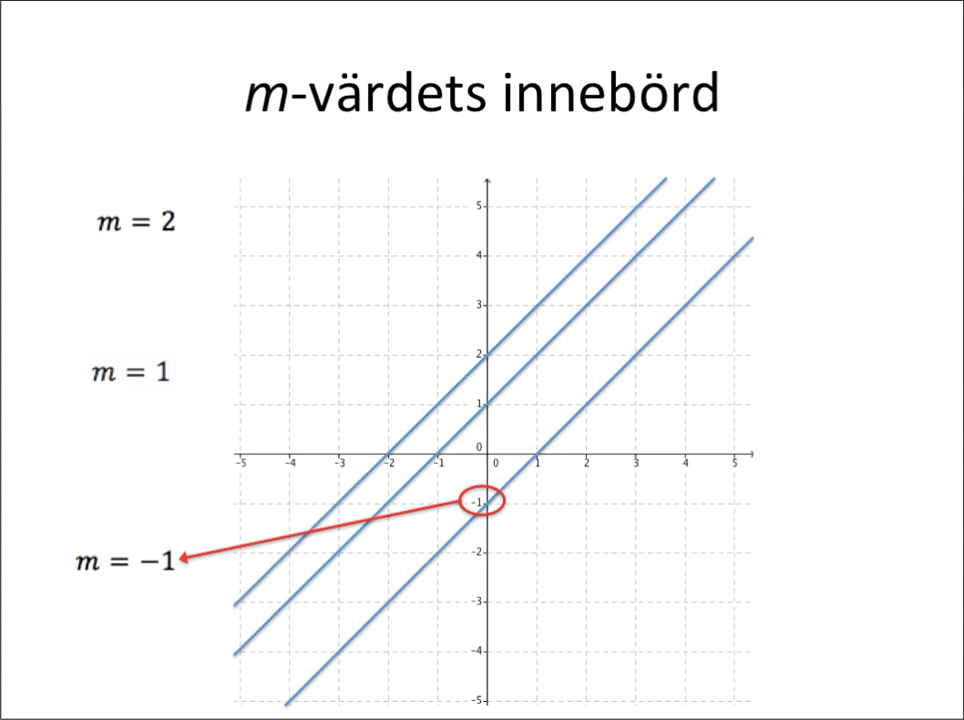 m-värdets innebörd
m = 2
m = 1
m = −1
5
4
3
2
1
0
-5 -4 -3 -2 -1 0 1 2 3 4 5
-1
-2
-3
-4
-5